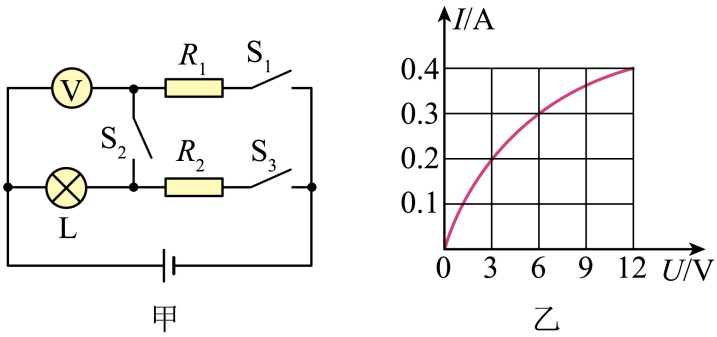 R₁
S₁
V
S₂
R₂
S₃
L
甲
I/A
0.4
0.3
0.2
0.1
0 3 6 9 12 U/V
乙